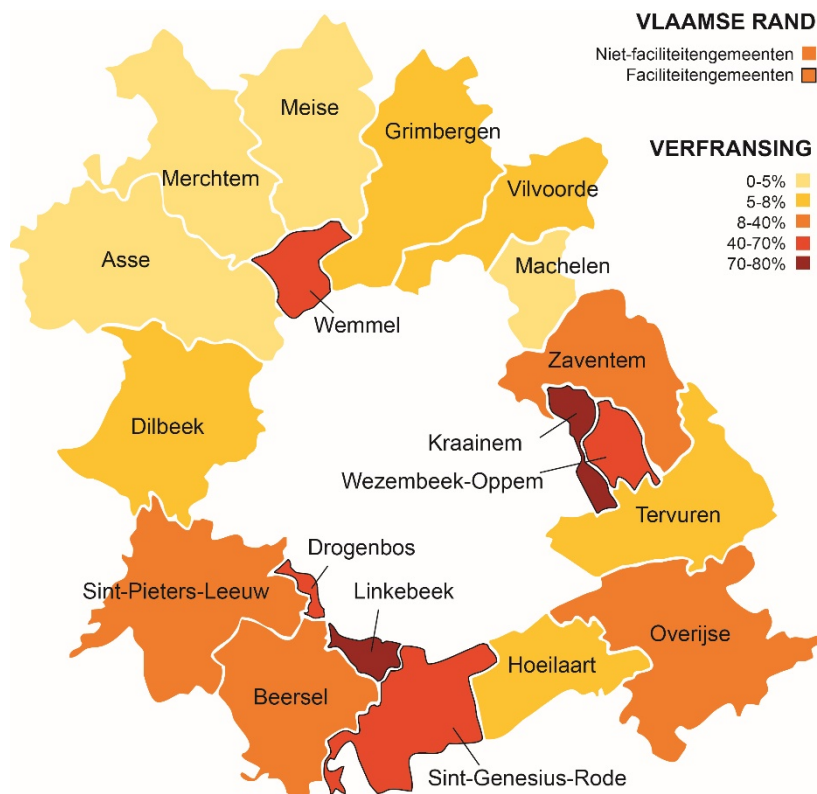 VLAAMSE RAND
Niet-faciliteitengemeenten
Faciliteitengemeenten
VERFRANSING
0-5%
5-8%
8-40%
40-70%
70-80%
Meise
Grimbergen
Merchtem
Vilvoorde
Asse
Machelen
Wemmel
Zaventem
Dilbeek
Kraainem
Wezembeek-Oppem
Tervuren
Drogenbos
Sint-Pieters-Leeuw
Linkebeek
Overijse
Hoeilaart
Beersel
Sint-Genesius-Rode